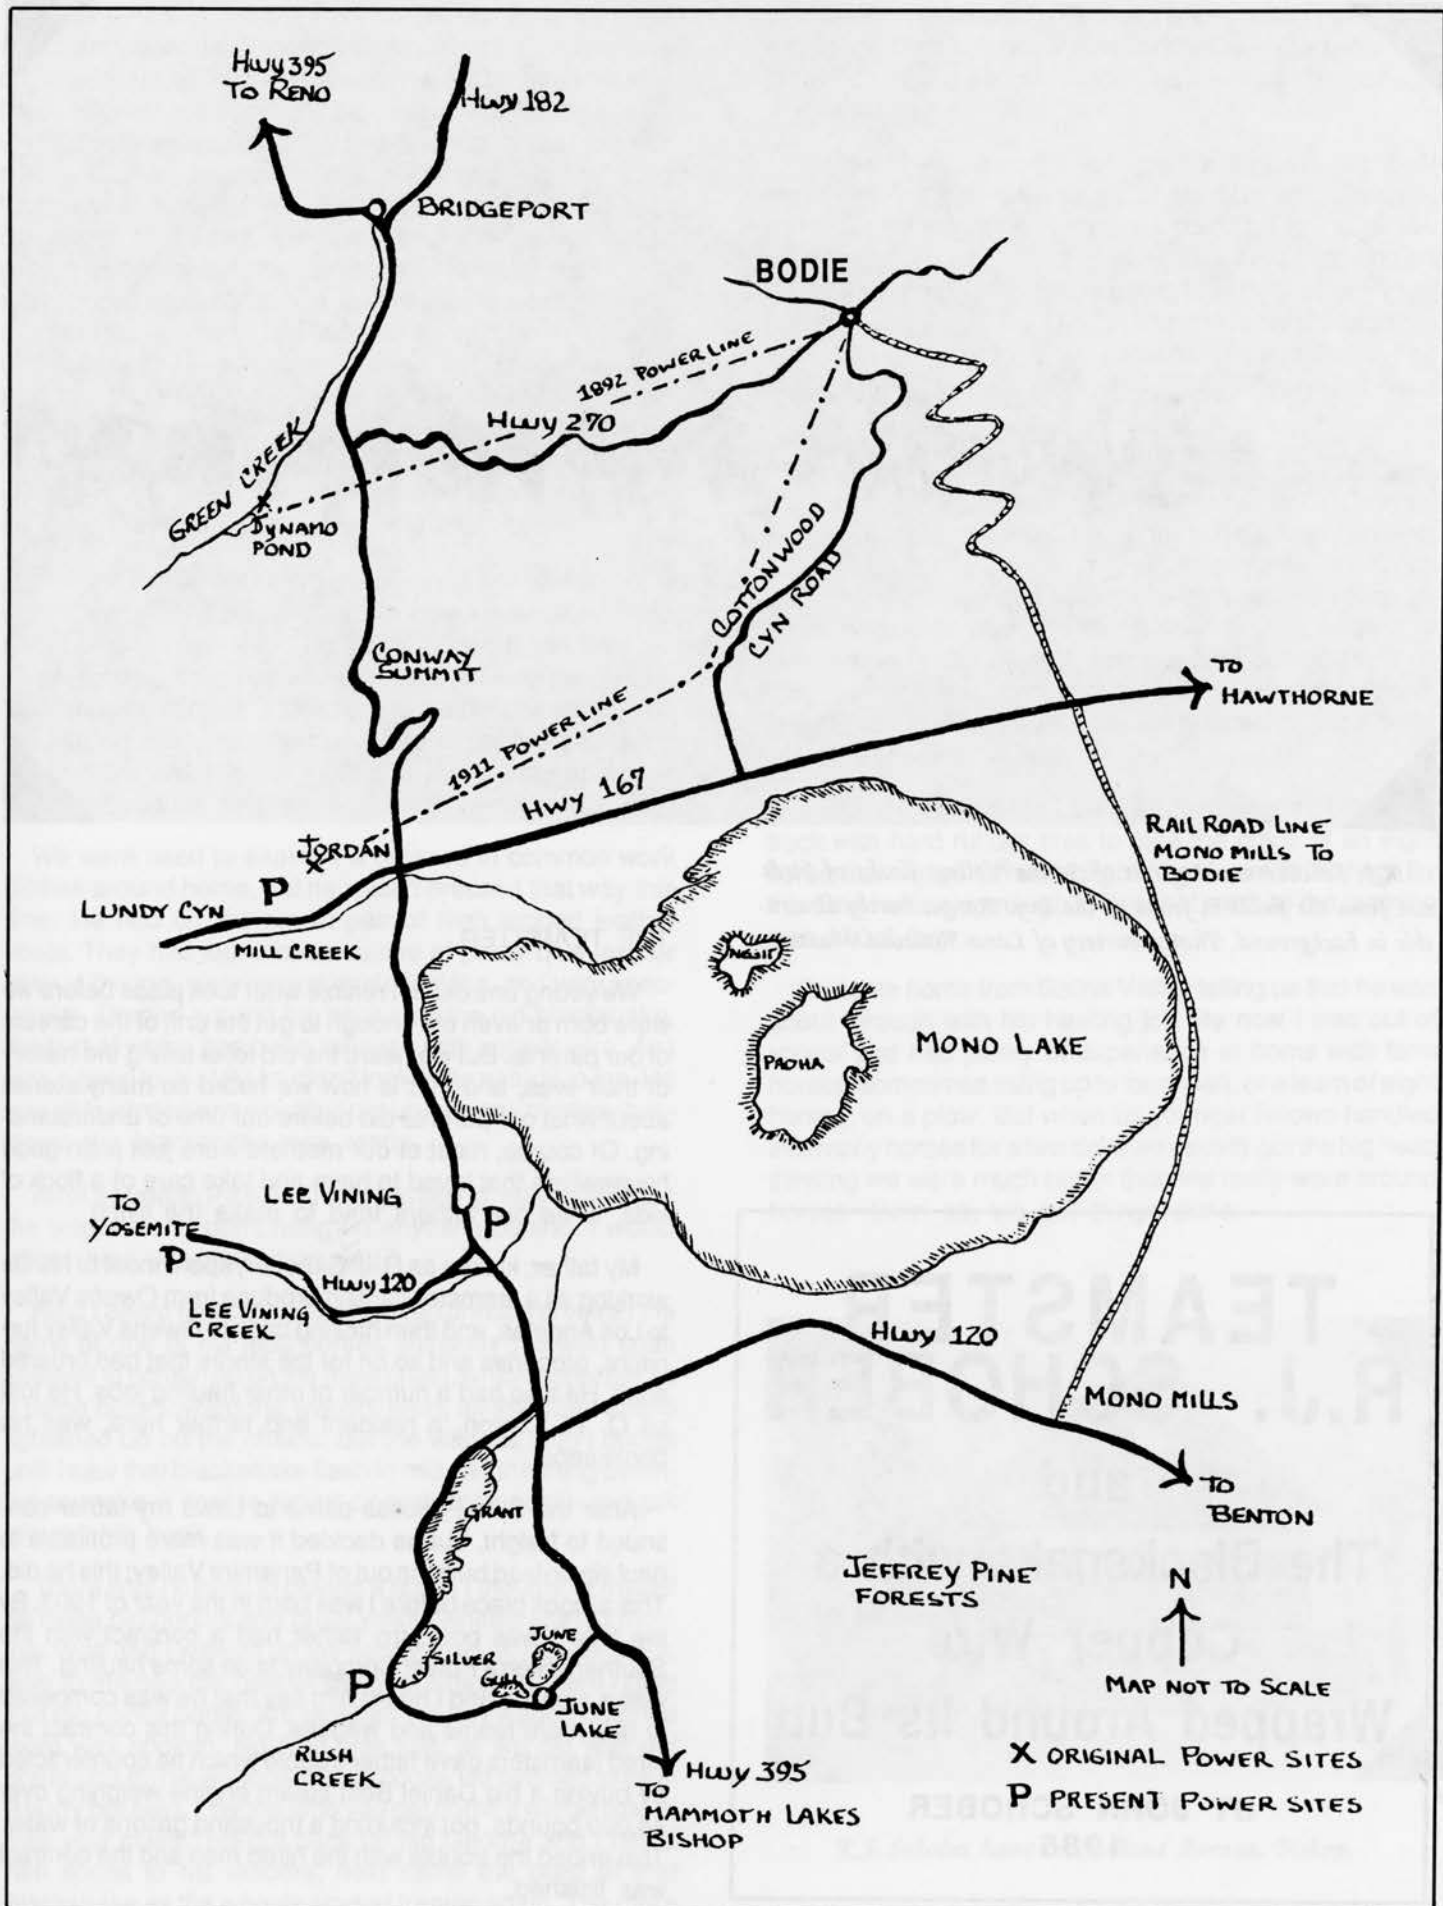 Hwy 395
To RENO
Hwy 182
BRIDGEPORT
BODIE
1892 POWER LINE
Hwy 270
GREEN CREEK
DYNAMO
POND
COTTONWOOD
CYN ROAD
CONWAY
SUMMIT
TO
HAWTHORNE
1911 POWER LINE
Hwy 167
JORDAN
X
P
LUNDY CYN
MILL CREEK
RAIL ROAD LINE
MONO MILLS TO
BODIE
NEGIT
PAOHA
MONO LAKE
LEE VINING
P
TO
YOSEMITE
P
Hwy 120
LEE VINING
CREEK
Hwy 120
MONO MILLS
TO
BENTON
GRANT
JEFFREY PINE
FORESTS
N
MAP NOT TO SCALE
SILVER
JUNE
GULL
P
JUNE
LAKE
RUSH
CREEK
Hwy 395
TO
MAMMOTH LAKES
BISHOP
X ORIGINAL POWER SITES
P PRESENT POWER SITES